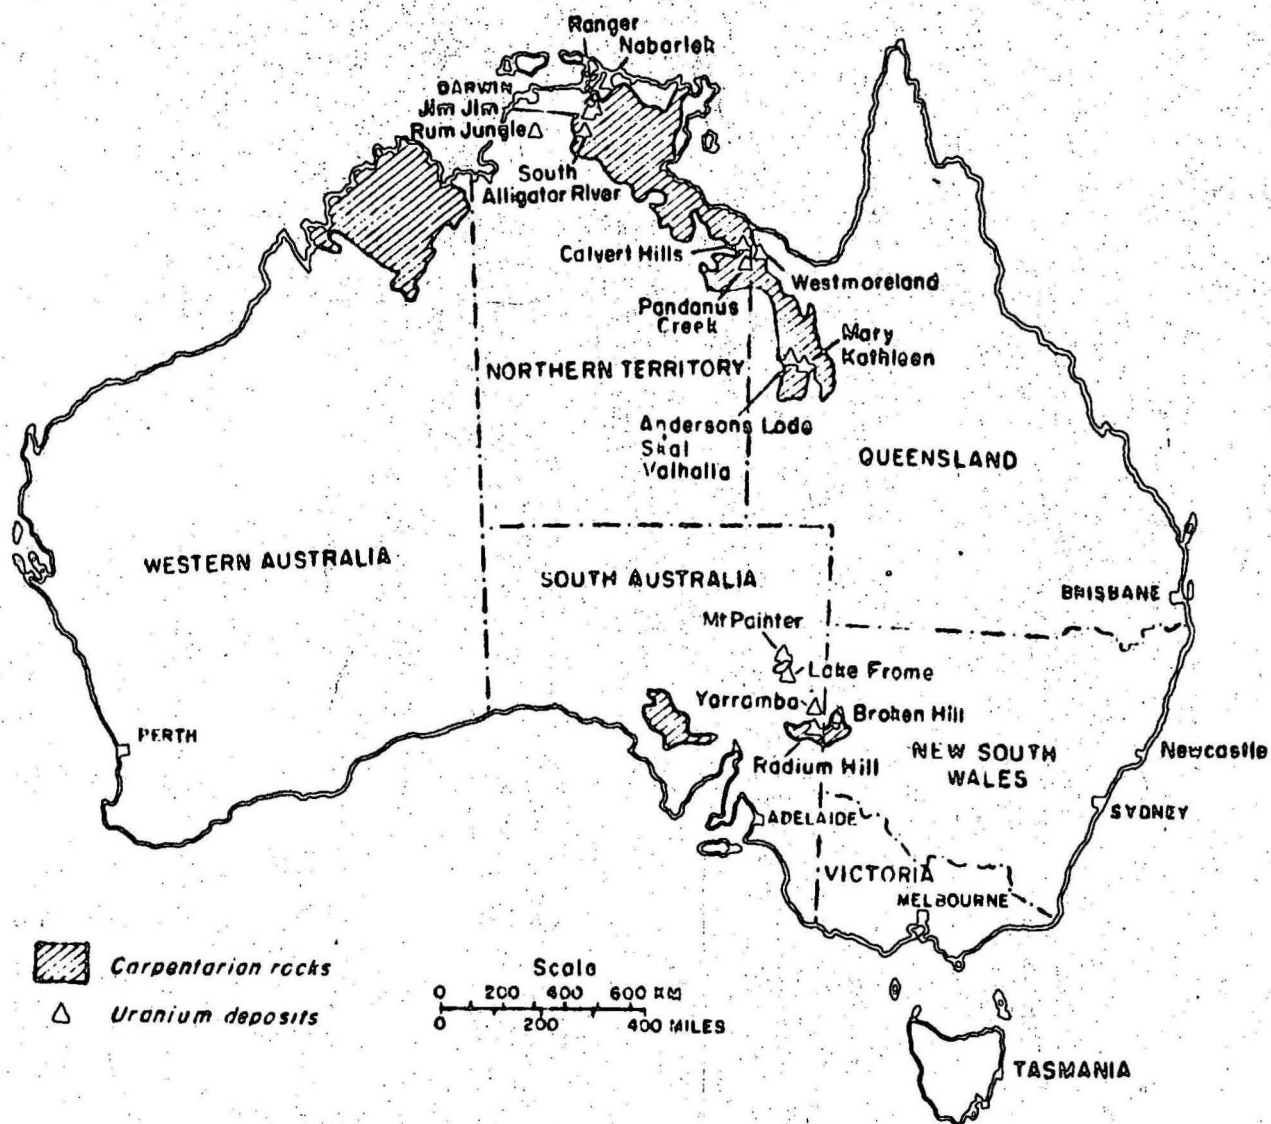 Ranger
Nabarlek
DARWIN
Jim Jim
Rum Jungle
South
Alligator River
Calvert Hills
Westmoreland
Pandanus
Creek
Mary
Kathleen
NORTHERN TERRITORY
Andersons Lode
Skal
Valhalla
QUEENSLAND
WESTERN AUSTRALIA
SOUTH AUSTRALIA
BRISBANE
Mt Painter
Lake Frome
Yarramba
Broken Hill
PERTH
Radium Hill
NEW SOUTH
WALES
Newcastle
SYDNEY
ADELAIDE
VICTORIA
MELBOURNE
Carpentarian rocks
Uranium deposits
Scale
0 200 400 600 KM
0 200 400 MILES
TASMANIA